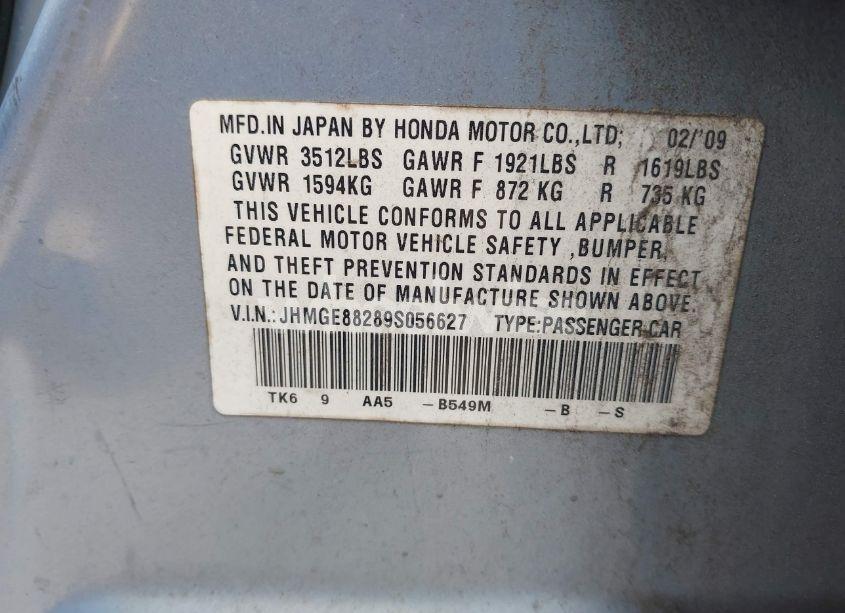 MFD.IN JAPAN BY HONDA MOTOR CO.,LTD; 02/'09
GVWR 3512LBS GAWR F 1921LBS R 1619LBS
GVWR 1594KG GAWR F 872 KG R 735 KG
THIS VEHICLE CONFORMS TO ALL APPLICABLE
FEDERAL MOTOR VEHICLE SAFETY ,BUMPER,
AND THEFT PREVENTION STANDARDS IN EFFECT
ON THE DATE OF MANUFACTURE SHOWN ABOVE.
V.I.N.: JHMGE88289S056627 TYPE:PASSENGER CAR
TK6 9 AA5 -B549M -B -S